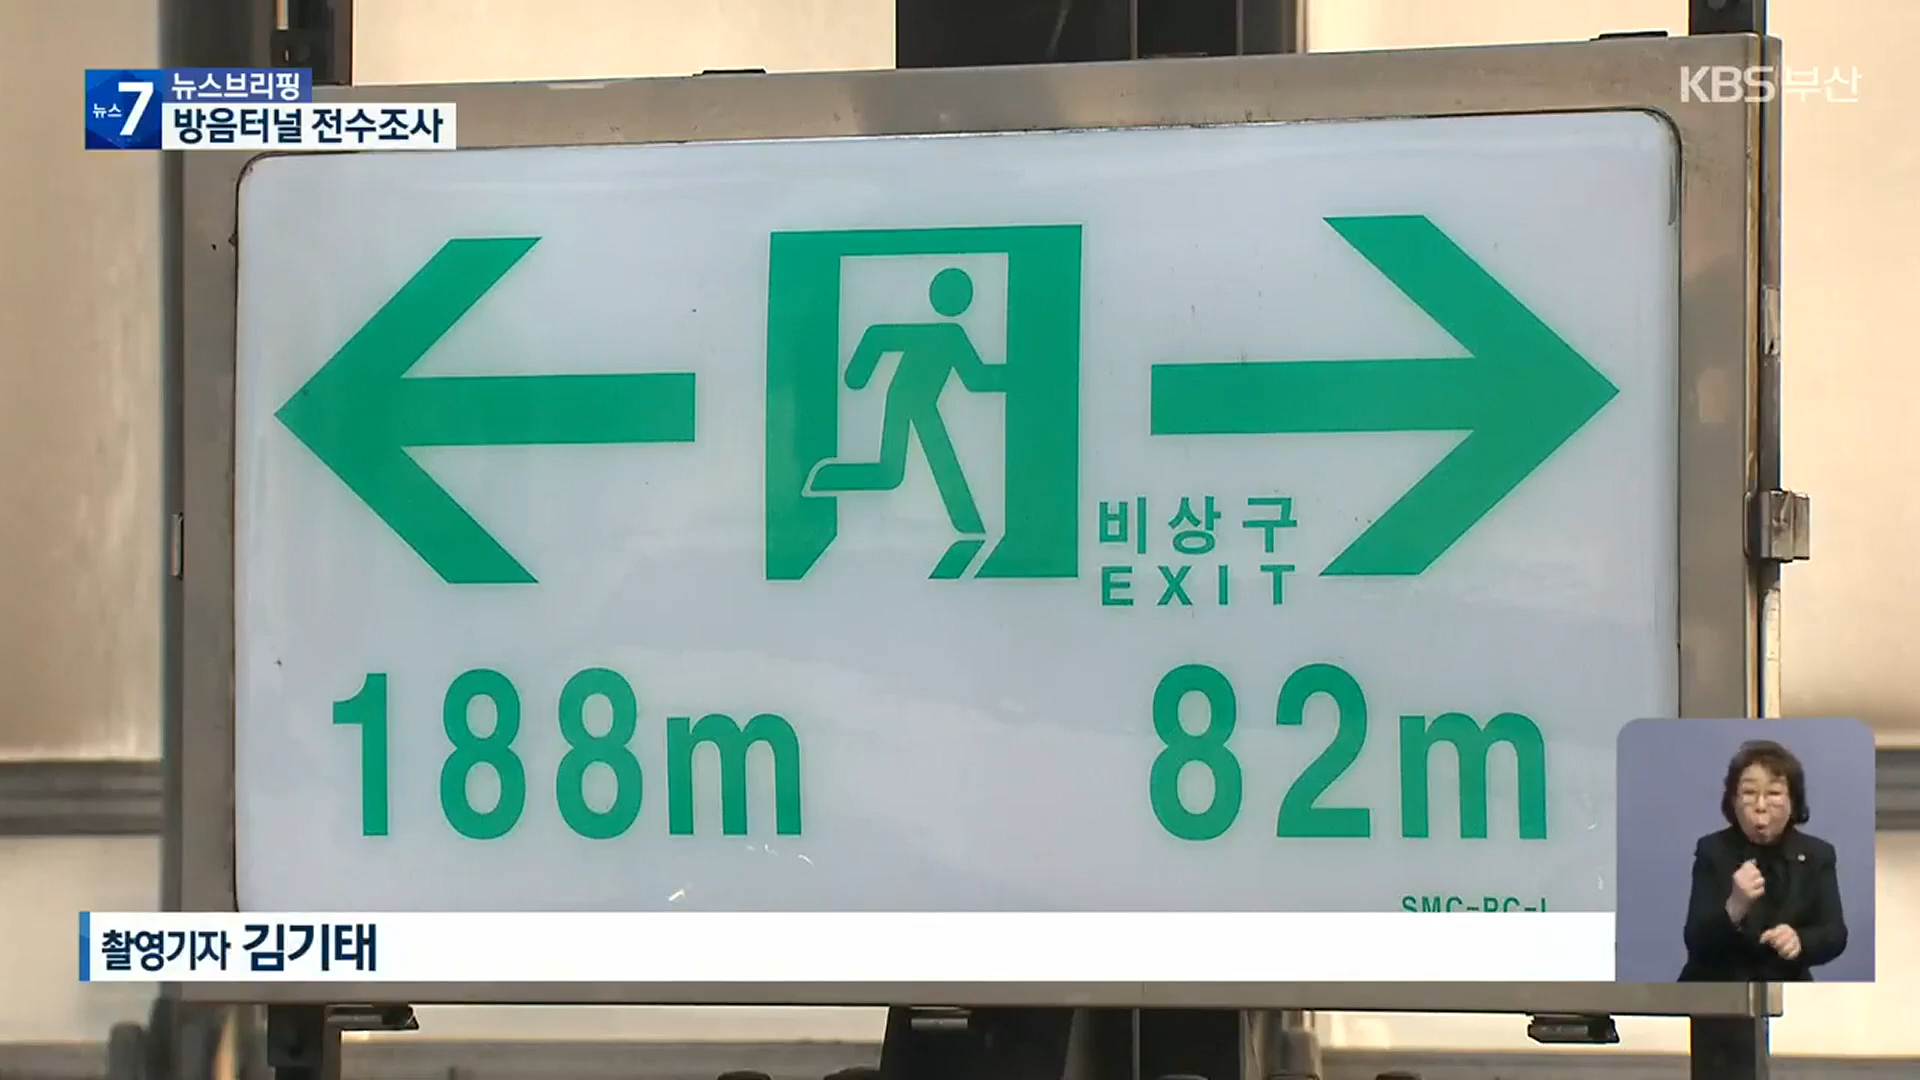 뉴스 7
뉴스브리핑
방음터널 전수조사
KBS부산
비상구
EXIT
188m
82m
촬영기자 김기태